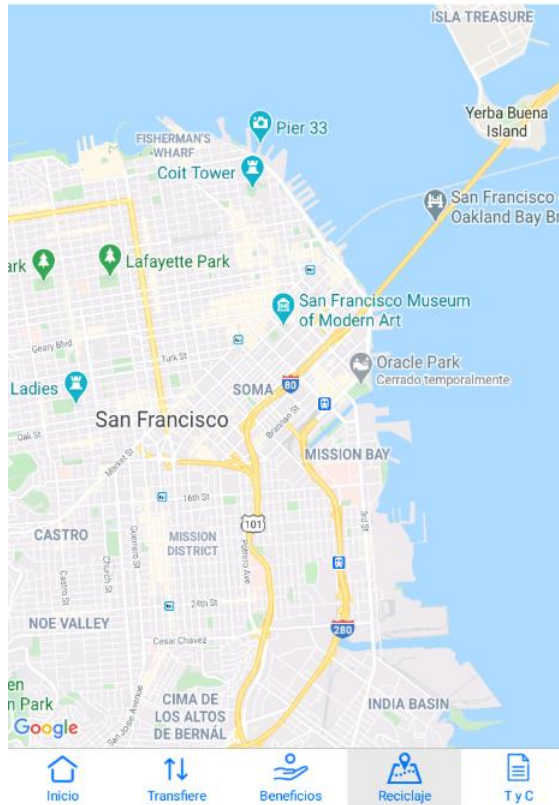 ISLA TREASURE
Yerba Buena
Island
Pier 33
FISHERMAN'S
WHARF
Coit Tower
San Francisco
Oakland Bay Br
ark
Lafayette Park
San Francisco Museum
of Modern Art
Geary Blvd
Turk St
Oracle Park
Cerrado temporalmente
Ladies
SOMA
80
San Francisco
Brannan St
Oak St
Market St
MISSION BAY
16th St
101
3rd St
CASTRO
MISSION
DISTRICT
Castro St
Church St
Guerrero St
Potrero Ave
24th St
NOE VALLEY
280
Cesar Chavez
en
n Park
San Jose Avenue
CIMA DE
LOS ALTOS
DE BERNÁL
INDIA BASIN
Google
Inicio
Transfiere
Beneficios
Reciclaje
T y C